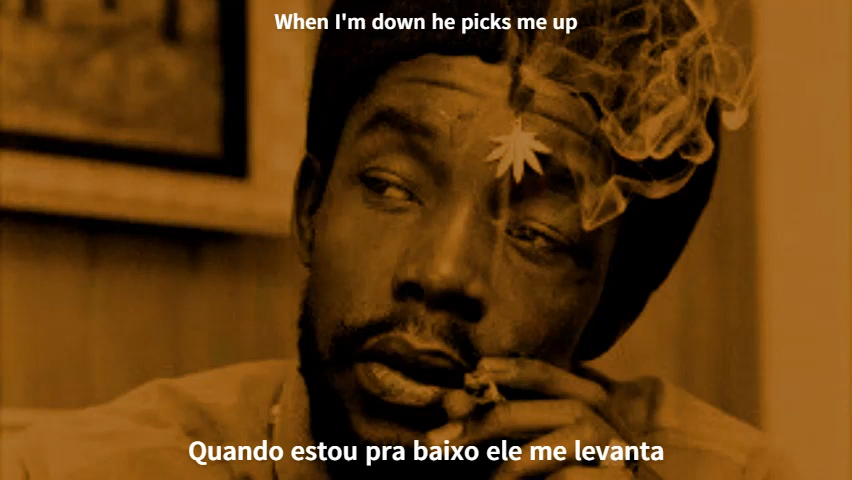 When I'm down he picks me up
Quando estou pra baixo ele me levanta